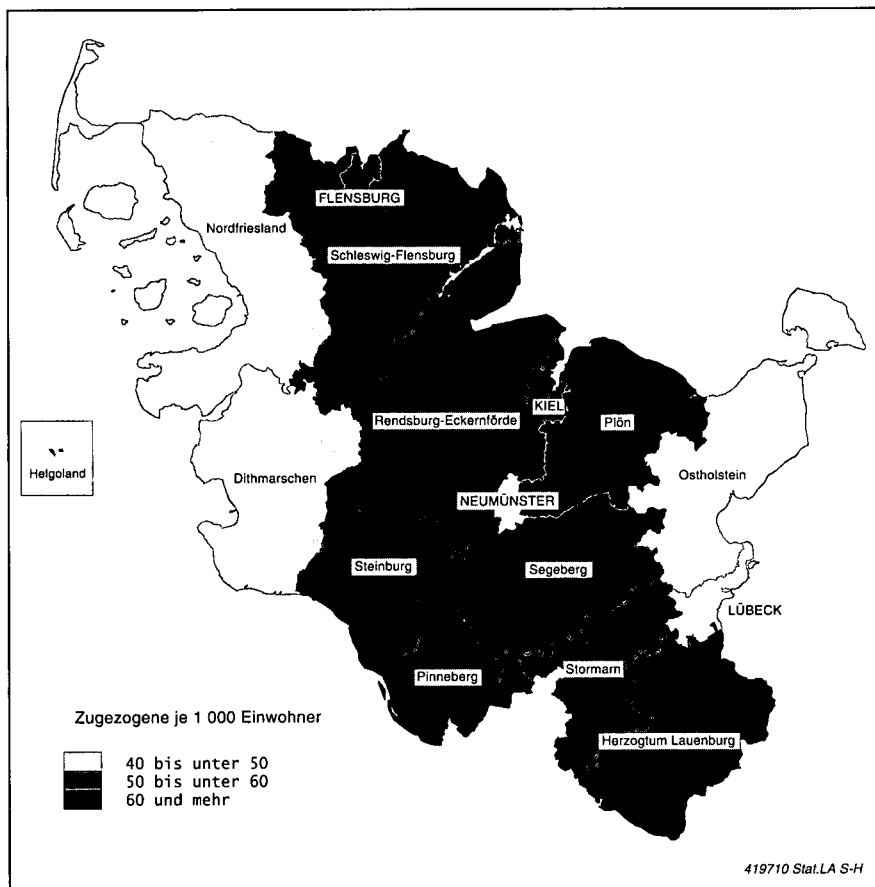 FLENSBURG
Nordfriesland
Schleswig-Flensburg
KIEL
Rendsburg-Eckernförde
Plön
Helgoland
Dithmarschen
Ostholstein
NEUMÜNSTER
Steinburg
Segeberg
LÜBECK
Stormarn
Pinneberg
Zugezogene je 1 000 Einwohner
Herzogtum Lauenburg
40 bis unter 50
50 bis unter 60
60 und mehr
419710 Stat.LA S-H